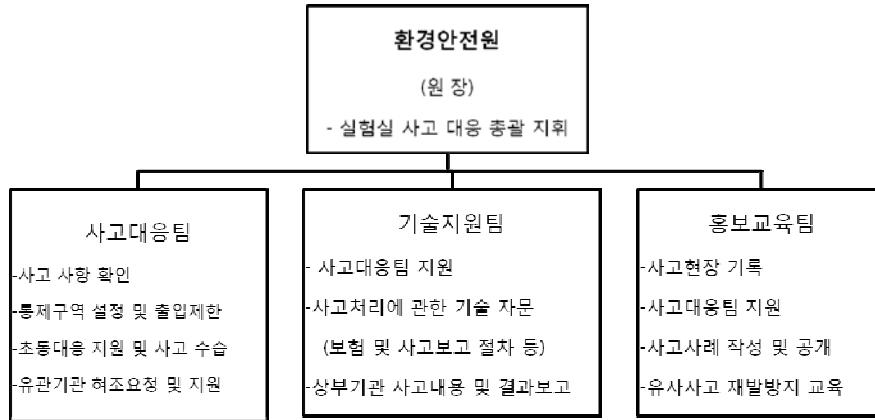 환경안전원
(원 장)
- 실험실 사고 대응 총괄 지휘
사고대응팀
-사고 사항 확인
-통제구역 설정 및 출입제한
-초동대응 지원 및 사고 수습
-유관기관 협조요청 및 지원
기술지원팀
- 사고대응팀 지원
-사고처리에 관한 기술 자문
(보험 및 사고보고 절차 등)
-상부기관 사고내용 및 결과보고
홍보교육팀
-사고현장 기록
-사고대응팀 지원
-사고사례 작성 및 공개
-유사사고 재발방지 교육